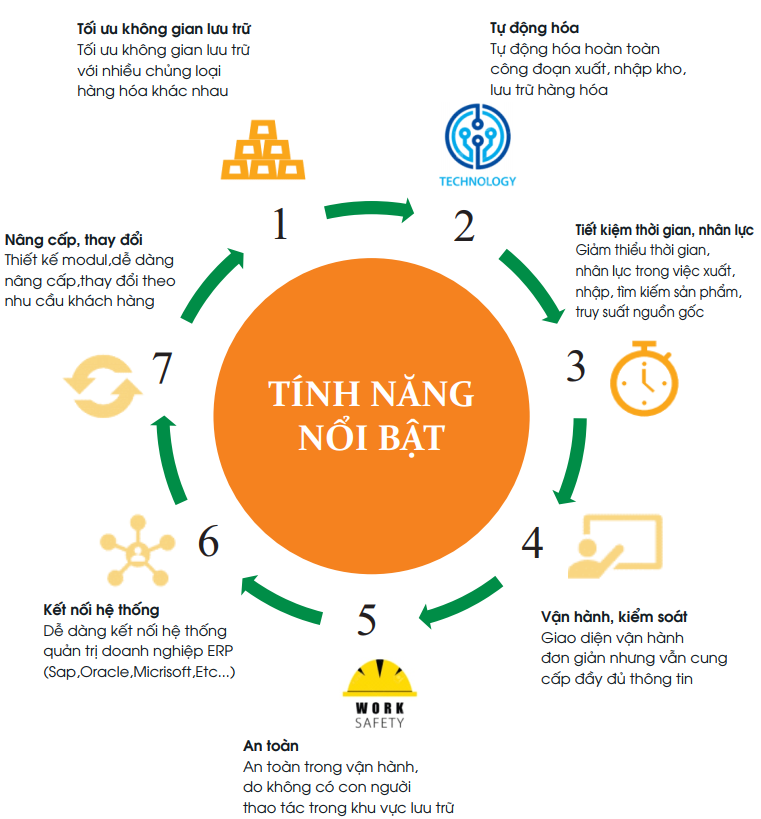 Tối ưu không gian lưu trữ
Tối ưu không gian lưu trữ
với nhiều chủng loại
hàng hóa khác nhau
1
Tự động hóa
Tự động hóa hoàn toàn
công đoạn xuất, nhập kho,
lưu trữ hàng hóa
TECHNOLOGY
2
Tiết kiệm thời gian, nhân lực
Giảm thiểu thời gian,
nhân lực trong việc xuất,
nhập, tìm kiếm sản phẩm,
truy suất nguồn gốc
3
TÍNH NĂNG
NỔI BẬT
4
Vận hành, kiểm soát
Giao diện vận hành
đơn giản nhưng vẫn cung
cấp đầy đủ thông tin
5
WORK
SAFETY
An toàn
An toàn trong vận hành,
do không có con người
thao tác trong khu vực lưu trữ
6
Kết nối hệ thống
Dễ dàng kết nối hệ thống
quản trị doanh nghiệp ERP
(Sap,Oracle,Micrisoft,Etc...)
Nâng cấp, thay đổi
Thiết kế modul,dễ dàng
nâng cấp,thay đổi theo
nhu cầu khách hàng
7